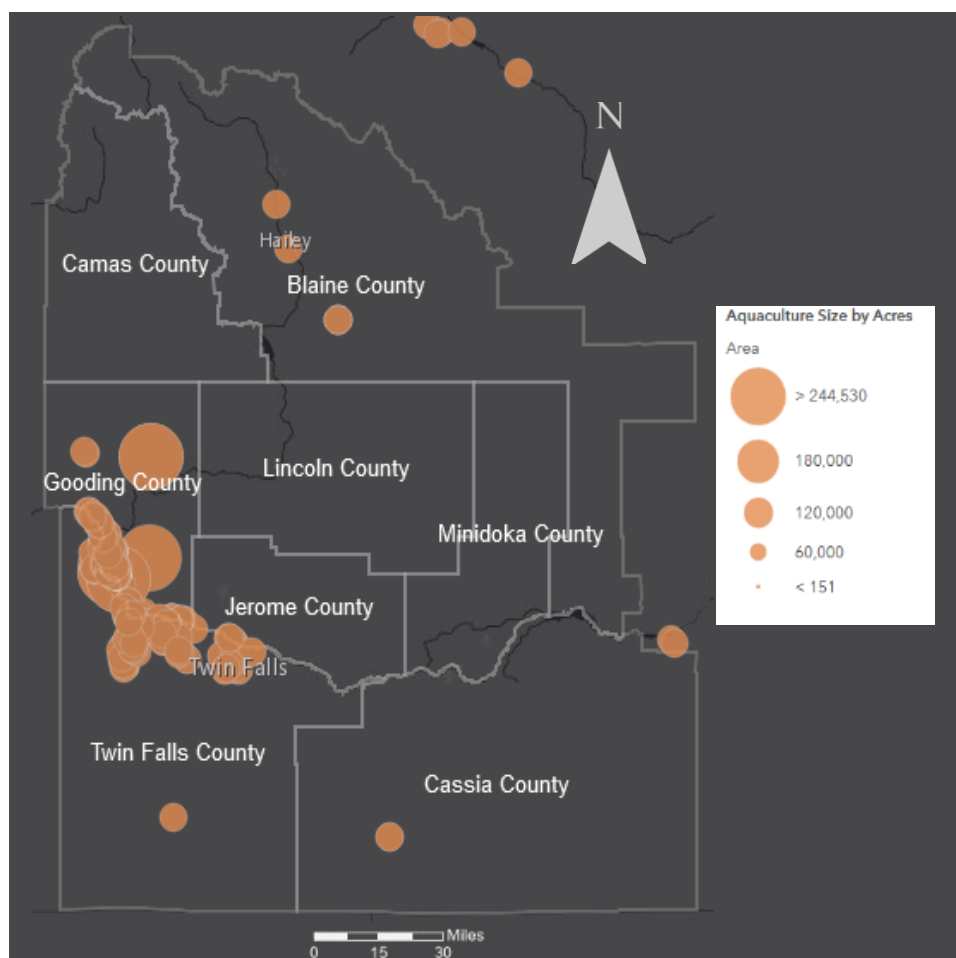 N
Hailey
Camas County
Blaine County
Aquaculture Size by Acres
Area
> 244,530
180,000
120,000
60,000
< 151
Lincoln County
Gooding County
Minidoka County
Jerome County
Twin Falls
Twin Falls County
Cassia County
Miles
0 15 30